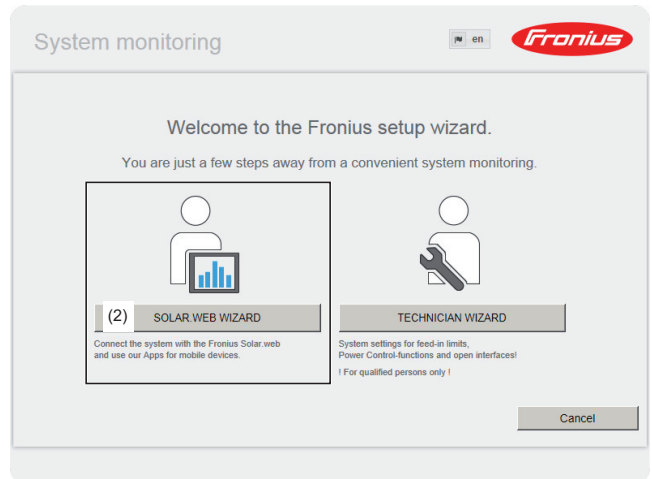 System monitoring
en
Fronius
Welcome to the Fronius setup wizard.
You are just a few steps away from a convenient system monitoring.
(2) SOLAR.WEB WIZARD
Connect the system with the Fronius Solar.web
and use our Apps for mobile devices.
TECHNICIAN WIZARD
System settings for feed-in limits,
Power Control-functions and open interfaces!
! For qualified persons only !
Cancel